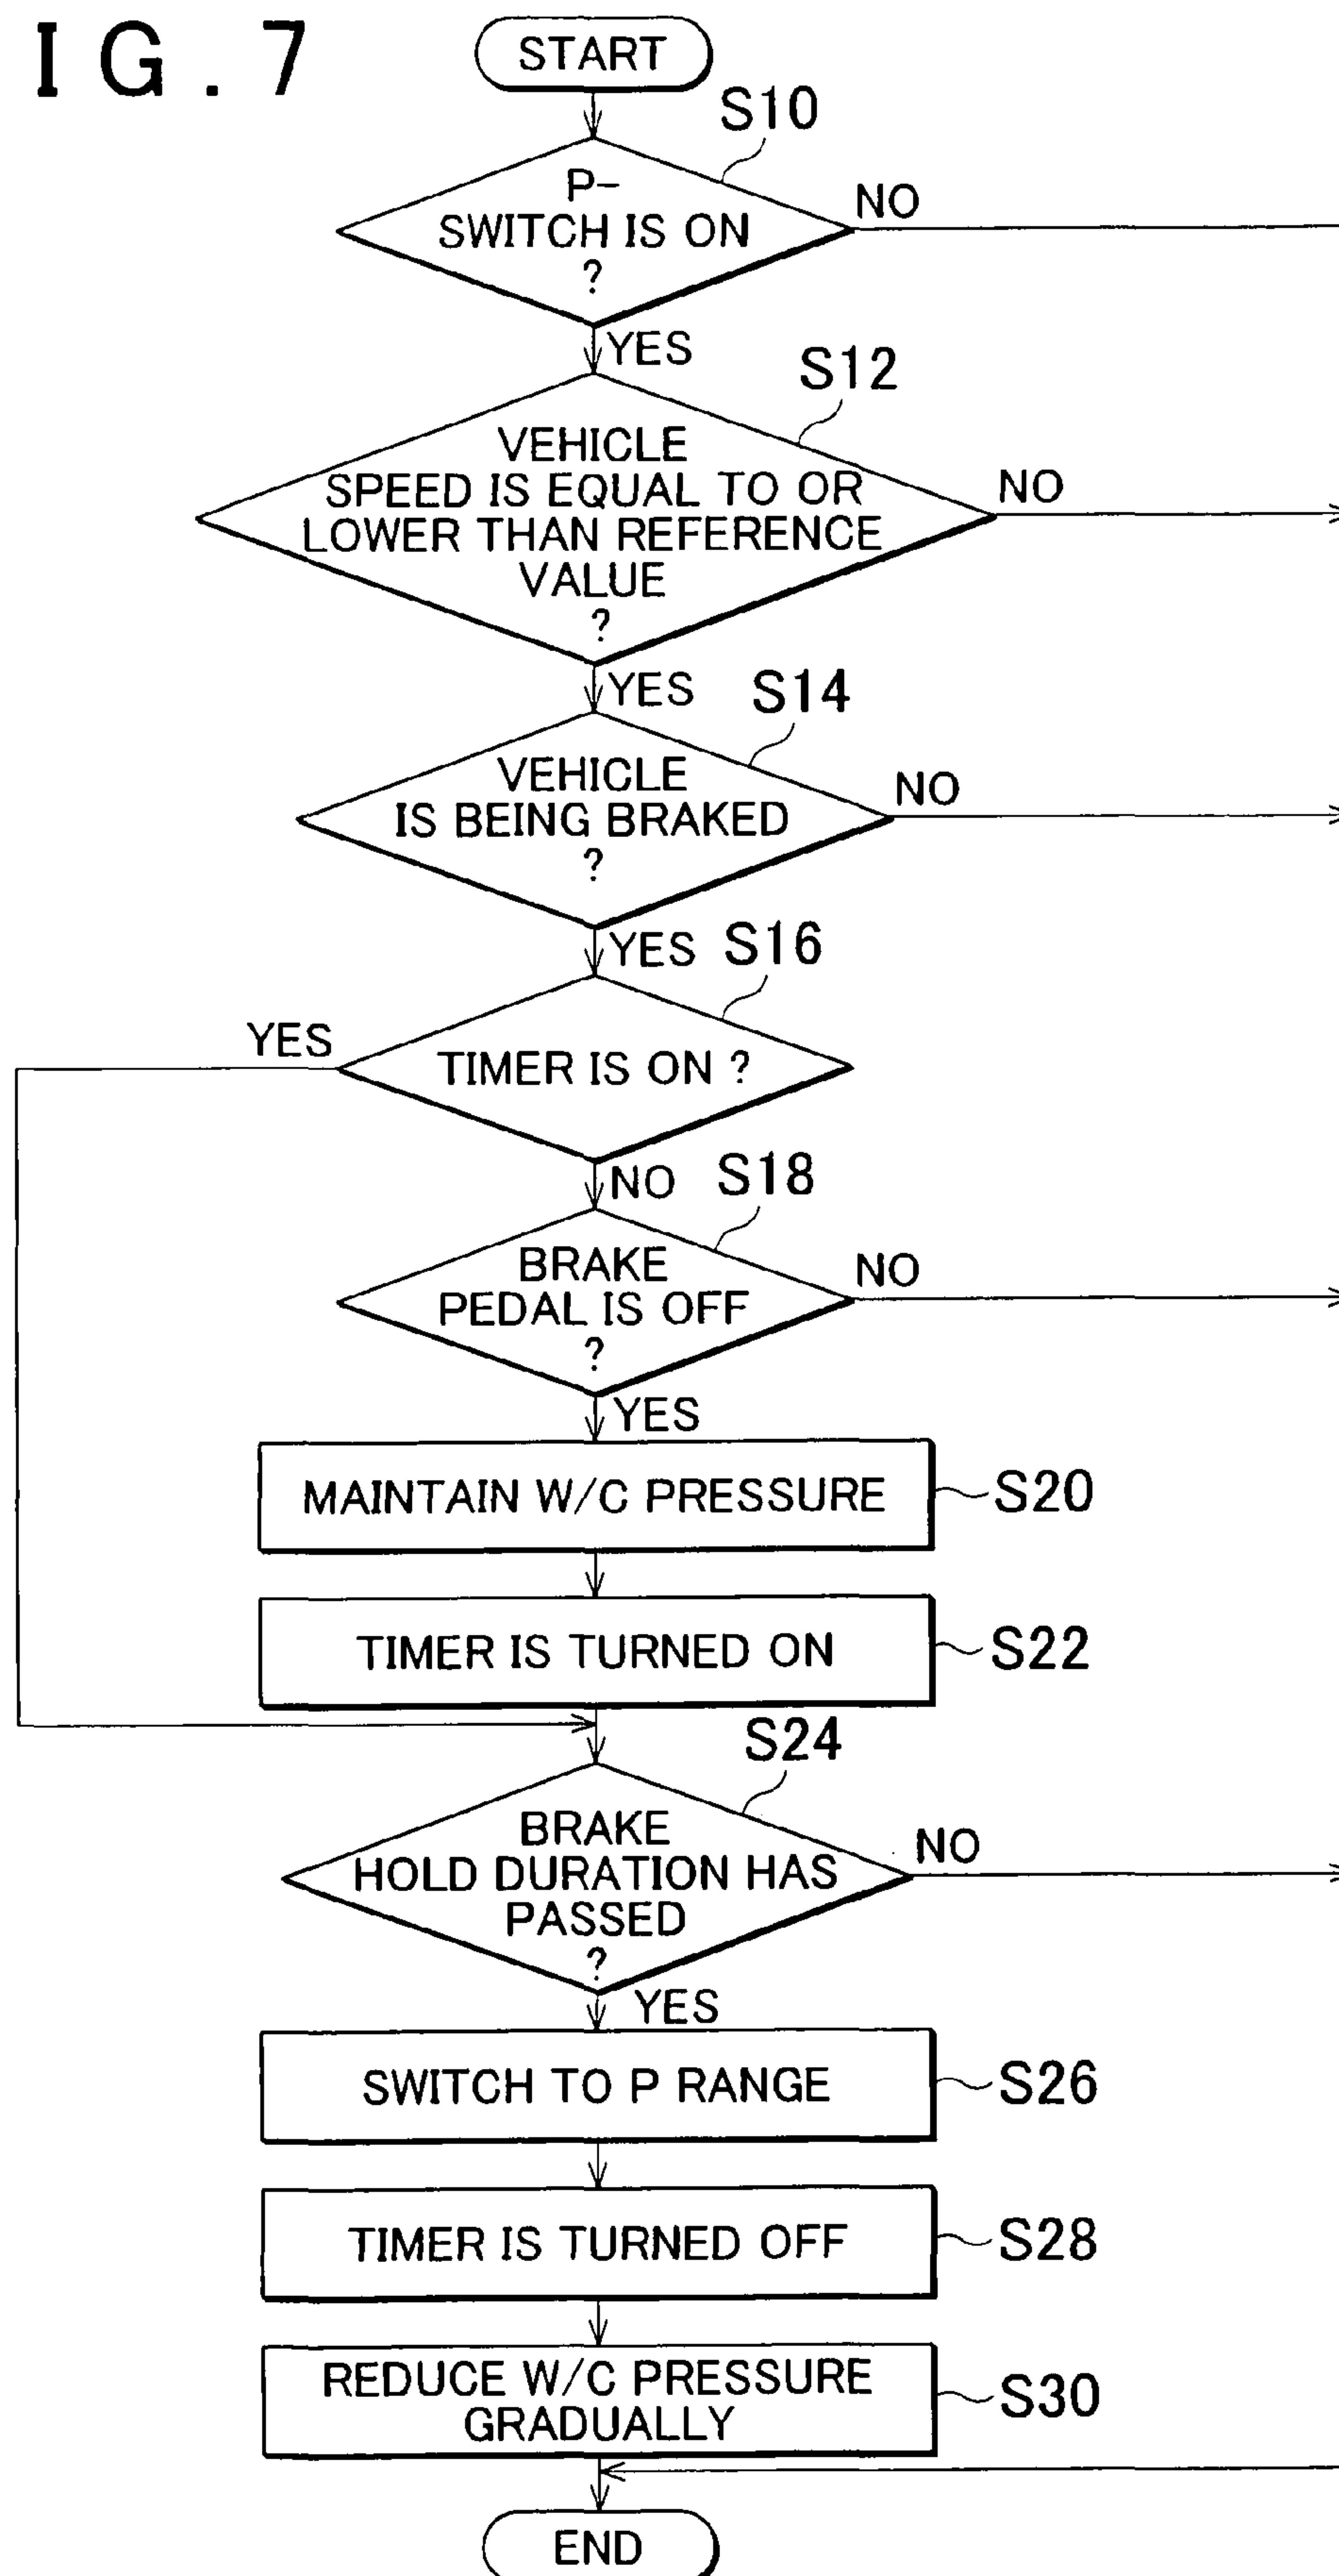 IG. 7
START
S10
P-
SWITCH IS ON
?
NO
YES
S12
VEHICLE
SPEED IS EQUAL TO OR
LOWER THAN REFERENCE
VALUE
?
NO
YES
S14
VEHICLE
IS BEING BRAKED
?
NO
YES
S16
TIMER IS ON ?
YES
NO
S18
BRAKE
PEDAL IS OFF
?
NO
YES
MAINTAIN W/C PRESSURE
S20
TIMER IS TURNED ON
S22
S24
BRAKE
HOLD DURATION HAS
PASSED
?
NO
YES
SWITCH TO P RANGE
S26
TIMER IS TURNED OFF
S28
REDUCE W/C PRESSURE
GRADUALLY
S30
END